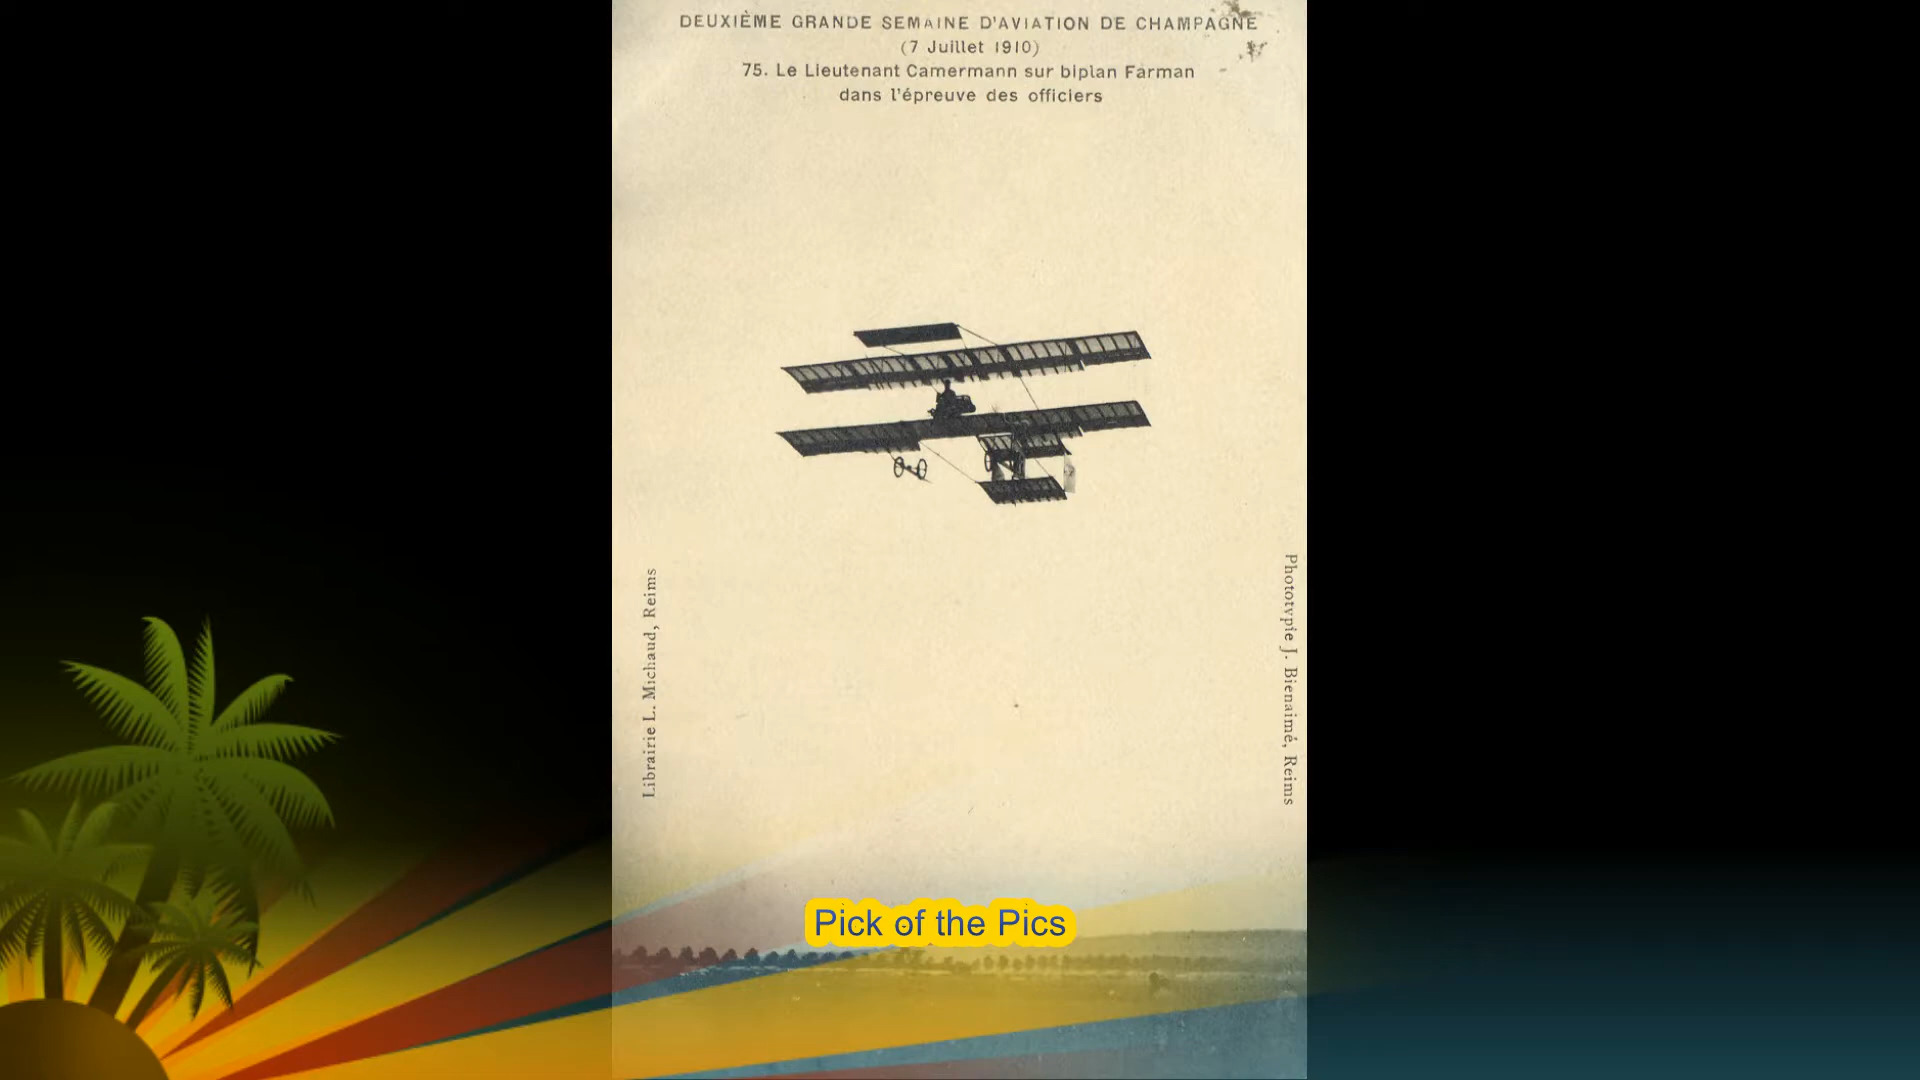 DEUXIÈME GRANDE SEMAINE D'AVIATION DE CHAMPAGNE
(7 Juillet 1910)
75. Le Lieutenant Camermann sur biplan Farman
dans l'épreuve des officiers
Librairie L. Michaud, Reims
Phototypie J. Bienaimé, Reims
Pick of the Pics